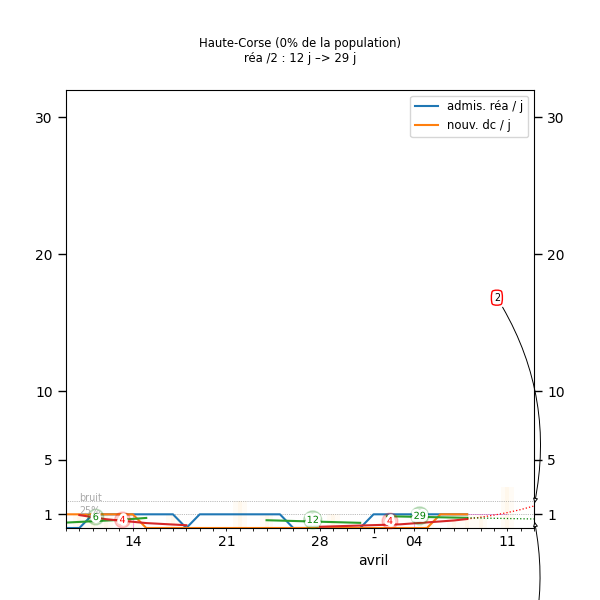 Haute-Corse (0% de la population)
réa /2 : 12 j –> 29 j
admis. réa / j
nouv. dc / j
30 30
20 20
2
10 10
5 5
bruit
25%
1 6 4 12 4 29 1
14 21 28 - 04 11
avril